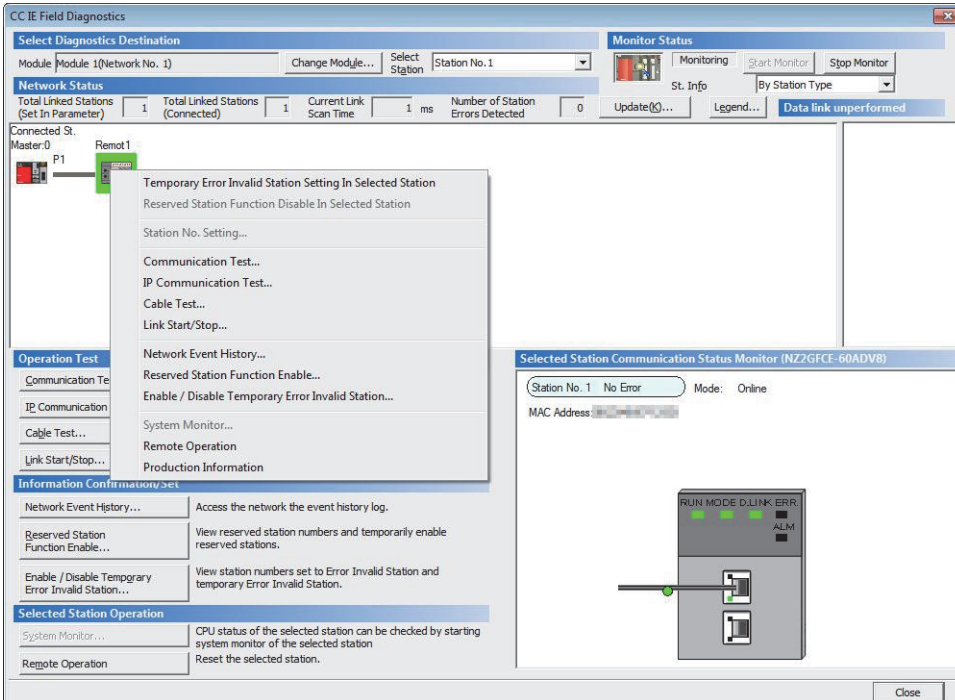 CC IE Field Diagnostics
Select Diagnostics Destination
Module Module 1(Network No. 1) Change Module... Select Station Station No.1
Monitor Status
Monitoring Start Monitor Stop Monitor
St. Info By Station Type
Network Status
Total Linked Stations (Set In Parameter) 1 Total Linked Stations (Connected) 1 Current Link Scan Time 1 ms Number of Station Errors Detected 0
Update(K)... Legend... Data link unperformed
Connected St.
Master:0 Remot1
P1
Temporary Error Invalid Station Setting In Selected Station
Reserved Station Function Disable In Selected Station
Station No. Setting...
Communication Test...
IP Communication Test...
Cable Test...
Link Start/Stop...
Network Event History...
Reserved Station Function Enable...
Enable / Disable Temporary Error Invalid Station...
System Monitor...
Remote Operation
Production Information
Operation Test
Communication Te
IP Communication
Cable Test...
Link Start/Stop...
Information Confirmation/Set
Network Event History... Access the network the event history log.
Reserved Station Function Enable... View reserved station numbers and temporarily enable reserved stations.
Enable / Disable Temporary Error Invalid Station... View station numbers set to Error Invalid Station and temporary Error Invalid Station.
Selected Station Operation
System Monitor... CPU status of the selected station can be checked by starting system monitor of the selected station
Remote Operation Reset the selected station.
Selected Station Communication Status Monitor (NZ2GFCE-60ADV8)
Station No. 1 No Error Mode: Online
MAC Address:
RUN MODE D.LINK ERR.
ALM
Close